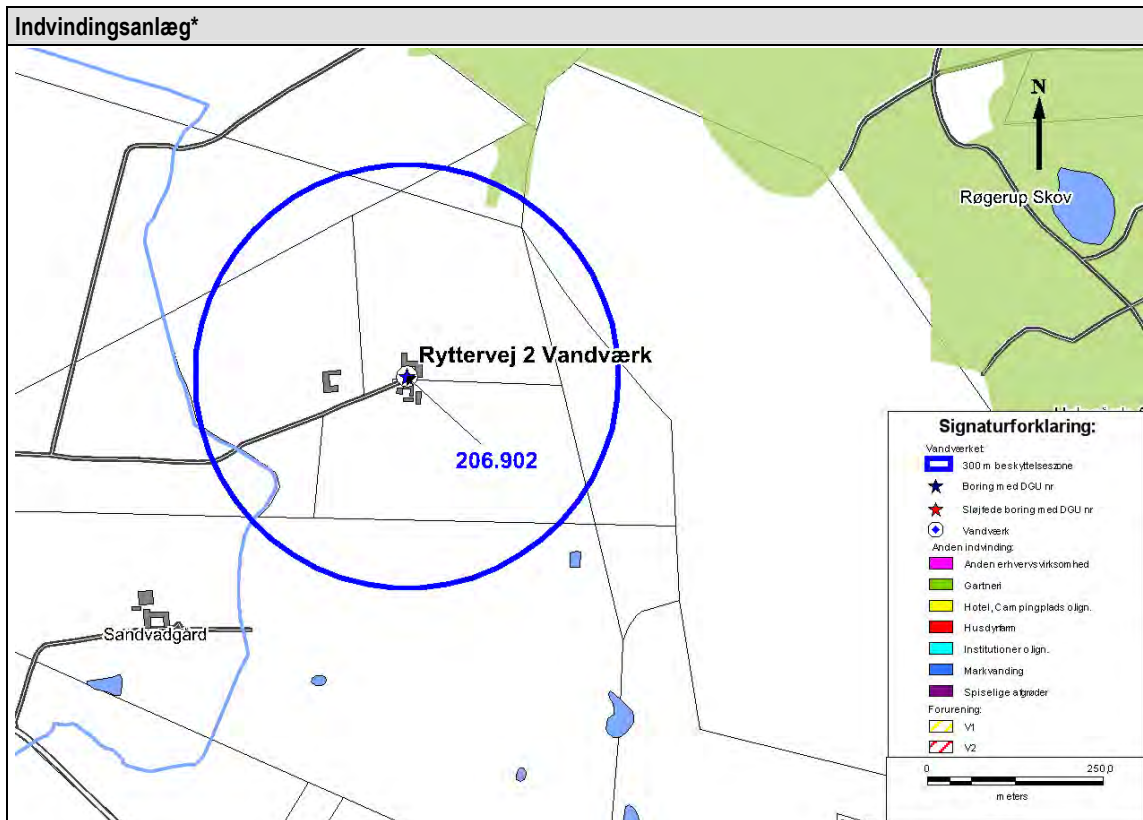 Indvindingsanlæg*
N
Røgerup Skov
Ryttervej 2 Vandværk
206.902
Sandvadgård
Signaturforklaring:
Vandværket:
300 m beskyttelseszone
Boring med DGU nr
Sløjfede boring med DGU nr
Vandværk
Anden indvinding:
Anden erhvervsvirksomhed
Gartneri
Hotel, Campingplads o.lign.
Husdyrfarm
Institutioner o.lign.
Markvanding
Spiselige afgrøder
Forurening:
V1
V2
0 250,0
meters